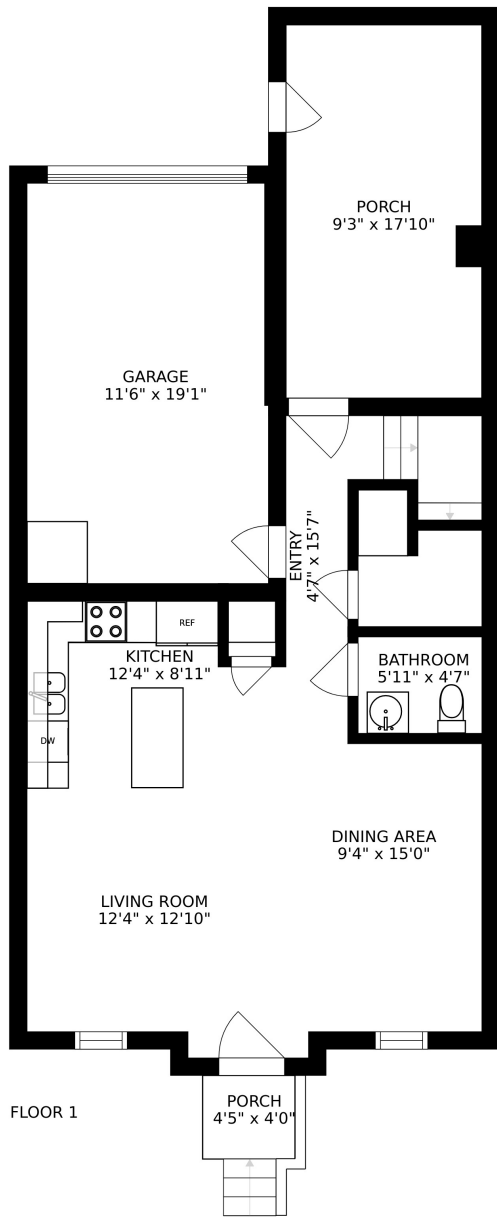 PORCH
9'3" x 17'10"
GARAGE
11'6" x 19'1"
ENTRY
4'7" x 15'7"
REF
KITCHEN
12'4" x 8'11"
BATHROOM
5'11" x 4'7"
DW
DINING AREA
9'4" x 15'0"
LIVING ROOM
12'4" x 12'10"
PORCH
4'5" x 4'0"
FLOOR 1